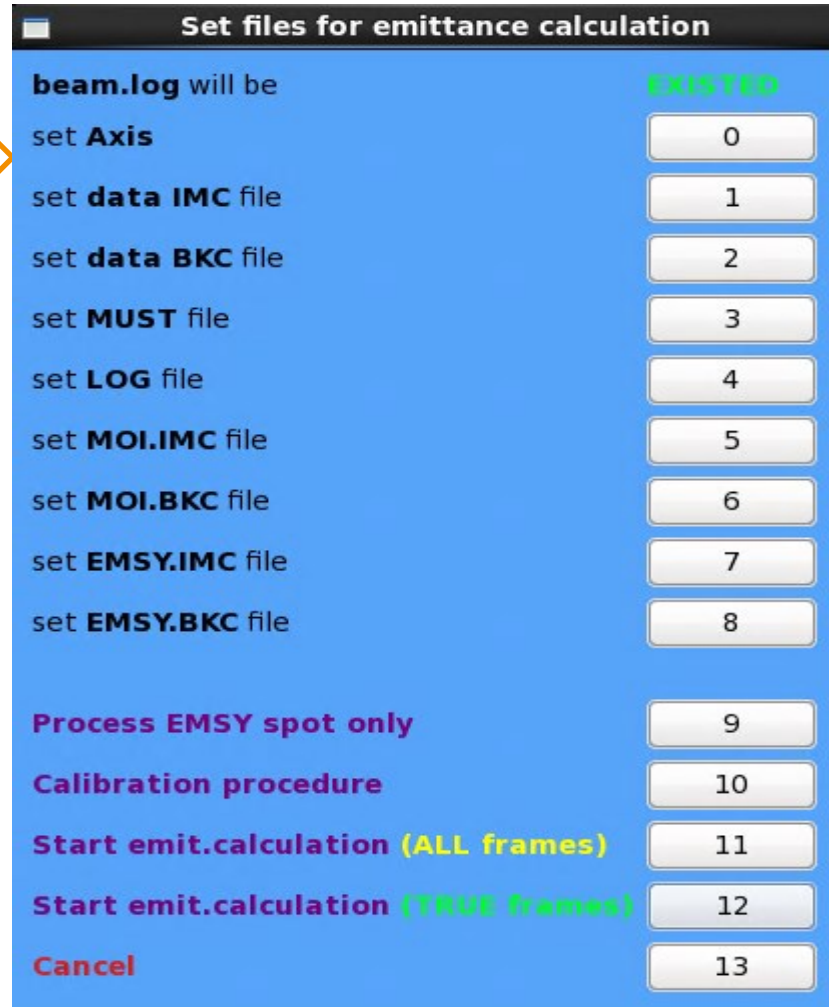 Set files for emittance calculation
beam.log will be EXISTED
set Axis 0
set data IMC file 1
set data BKC file 2
set MUST file 3
set LOG file 4
set MOI.IMC file 5
set MOI.BKC file 6
set EMSY.IMC file 7
set EMSY.BKC file 8
Process EMSY spot only 9
Calibration procedure 10
Start emit.calculation (ALL frames) 11
Start emit.calculation (TRUE frames) 12
Cancel 13